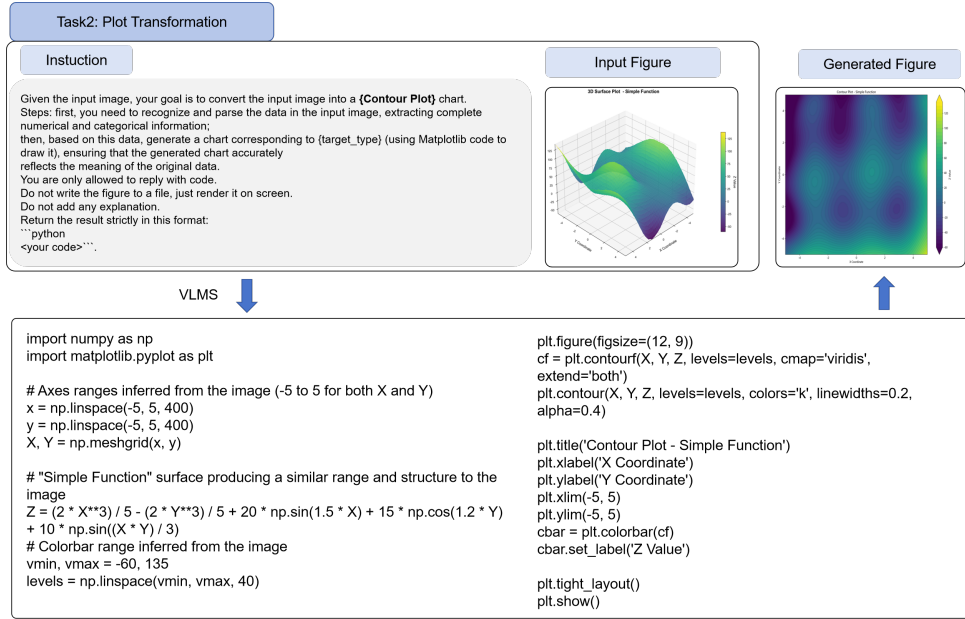 Task2: Plot Transformation
Instuction
Given the input image, your goal is to convert the input image into a {Contour Plot} chart.
Steps: first, you need to recognize and parse the data in the input image, extracting complete
numerical and categorical information;
then, based on this data, generate a chart corresponding to {target_type} (using Matplotlib code to
draw it), ensuring that the generated chart accurately
reflects the meaning of the original data.
You are only allowed to reply with code.
Do not write the figure to a file, just render it on screen.
Do not add any explanation.
Return the result strictly in this format:
```python
<your code>```.
Input Figure
3D Surface Plot - Simple Function
Y Coordinate
X Coordinate
Generated Figure
Contour Plot - Simple Function
Y Coordinate
X Coordinate
VLMS
import numpy as np
import matplotlib.pyplot as plt
# Axes ranges inferred from the image (-5 to 5 for both X and Y)
x = np.linspace(-5, 5, 400)
y = np.linspace(-5, 5, 400)
X, Y = np.meshgrid(x, y)
# "Simple Function" surface producing a similar range and structure to the
image
Z = (2 * X**3) / 5 - (2 * Y**3) / 5 + 20 * np.sin(1.5 * X) + 15 * np.cos(1.2 * Y)
+ 10 * np.sin((X * Y) / 3)
# Colorbar range inferred from the image
vmin, vmax = -60, 135
levels = np.linspace(vmin, vmax, 40)
plt.figure(figsize=(12, 9))
cf = plt.contourf(X, Y, Z, levels=levels, cmap='viridis',
extend='both')
plt.contour(X, Y, Z, levels=levels, colors='k', linewidths=0.2,
alpha=0.4)
plt.title('Contour Plot - Simple Function')
plt.xlabel('X Coordinate')
plt.ylabel('Y Coordinate')
plt.xlim(-5, 5)
plt.ylim(-5, 5)
cbar = plt.colorbar(cf)
cbar.set_label('Z Value')
plt.tight_layout()
plt.show()